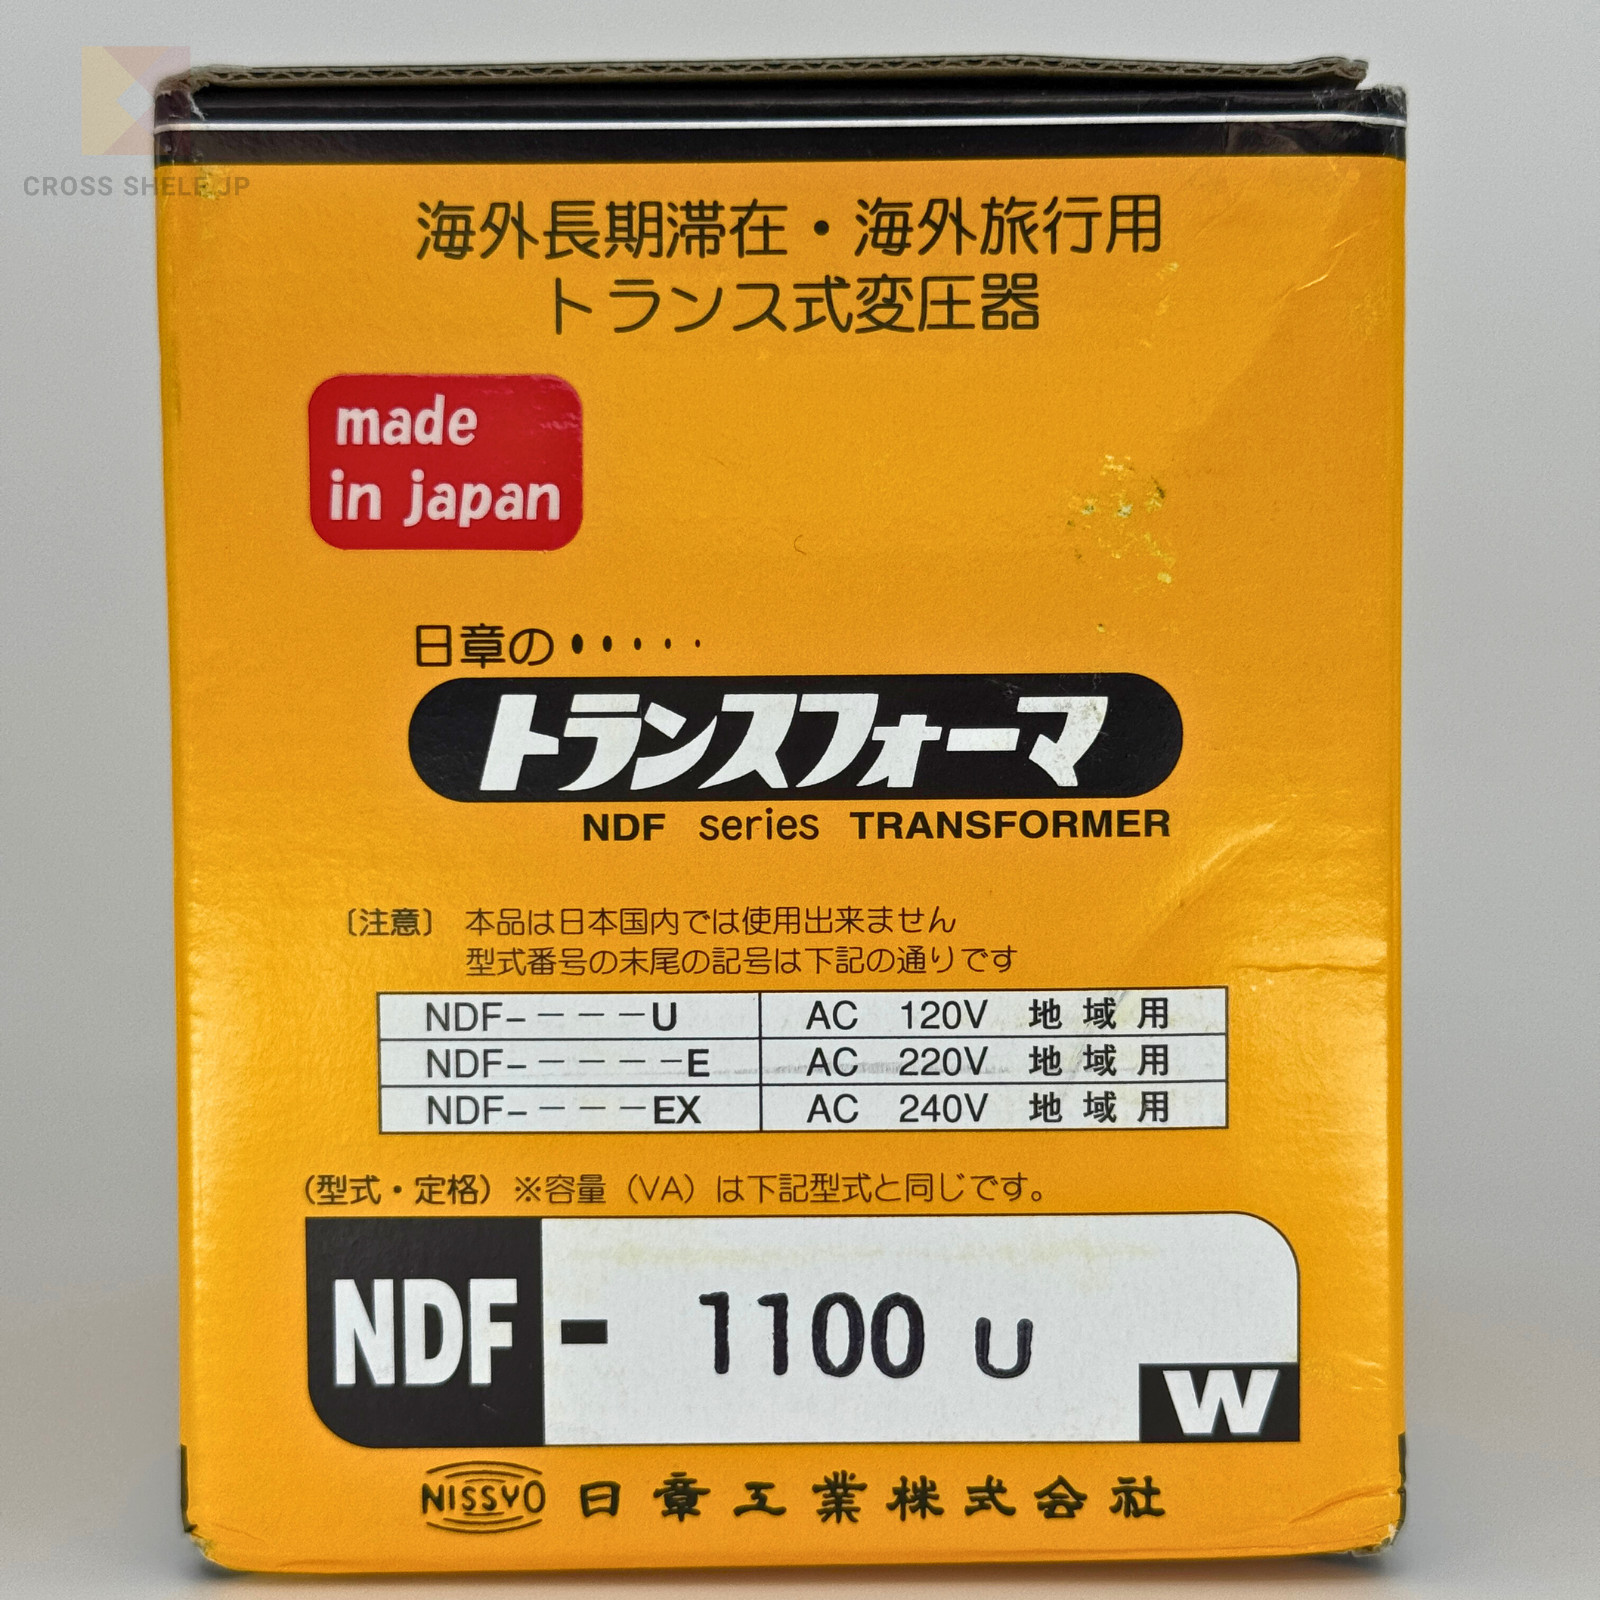 CROSS SHELF.JP
海外長期滞在・海外旅行用
トランス式変圧器
made
in japan
日章の・・・・・
トランスフォーマ
NDF series TRANSFORMER
〔注意〕 本品は日本国内では使用出来ません
型式番号の末尾の記号は下記の通りです
NDF-－－－U AC 120V 地域用
NDF-－－－－E AC 220V 地域用
NDF-－－－EX AC 240V 地域用
(型式・定格) ※容量（VA）は下記型式と同じです。
NDF - 1100 U
W
NISSYO 日章工業株式会社